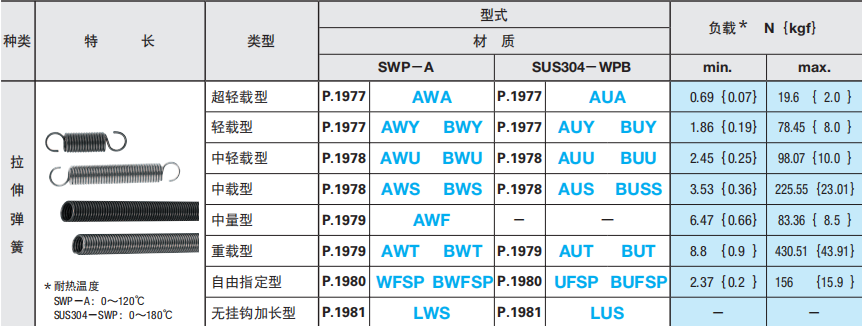 种类 特 长 类型 型式 负载* N {kgf}
材 质
SWP－A SUS304－WPB min. max.
拉伸弹簧
超轻载型 P.1977 AWA P.1977 AUA 0.69 {0.07} 19.6 { 2.0 }
轻载型 P.1977 AWY BWY P.1977 AUY BUY 1.86 {0.19} 78.45 { 8.0 }
中轻载型 P.1978 AWU BWU P.1978 AUU BUU 2.45 {0.25} 98.07 {10.0 }
中载型 P.1978 AWS BWS P.1978 AUS BUSS 3.53 {0.36} 225.55 {23.01}
中量型 P.1979 AWF － － 6.47 {0.66} 83.36 { 8.5 }
重载型 P.1979 AWT BWT P.1979 AUT BUT 8.8 {0.9 } 430.51 {43.91}
自由指定型 P.1980 WFSP BWFSP P.1980 UFSP BUFSP 2.37 {0.2 } 156 {15.9 }
无挂钩加长型 P.1981 LWS P.1981 LUS － －
*耐热温度
SWP－A：0～120℃
SUS304－SWP：0～180℃